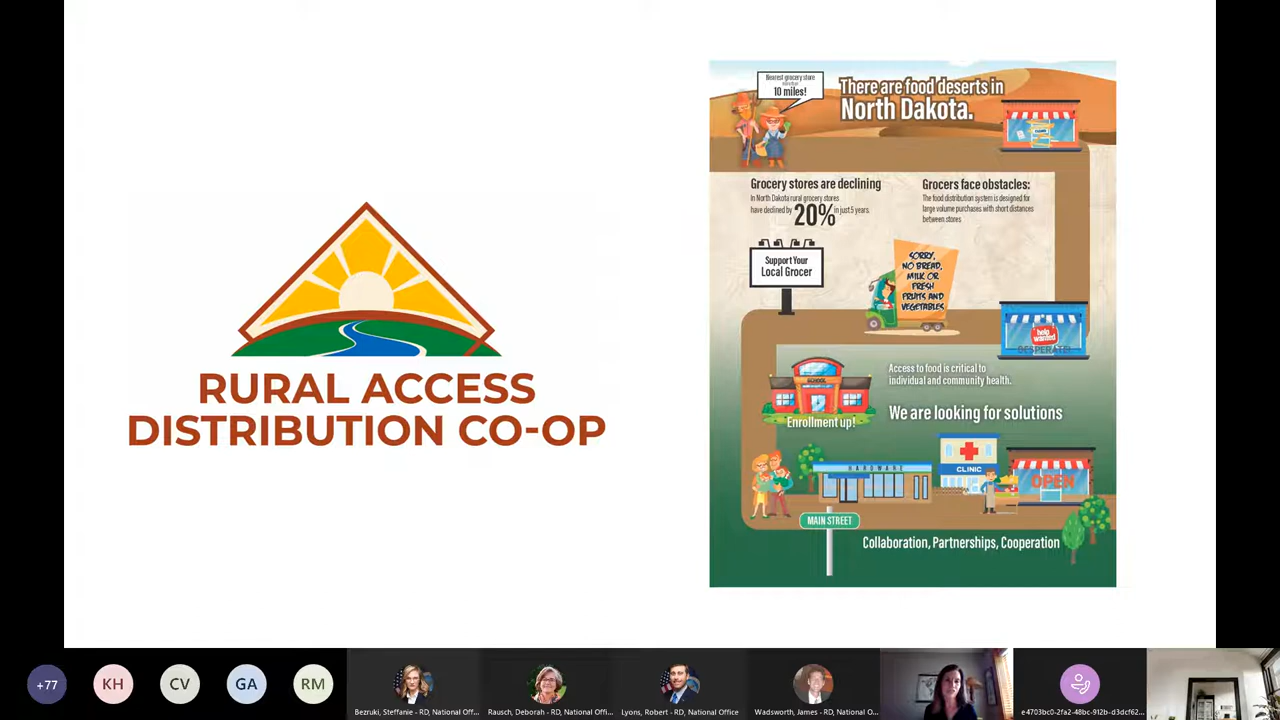 RURAL ACCESS
DISTRIBUTION CO-OP
Nearest grocery store
10 miles!
There are food deserts in
North Dakota.
Grocery stores are declining
In North Dakota rural grocery stores
have declined by 20% in just 5 years
Grocers face obstacles:
The food distribution system is designed for
large volume purchases with short distances
between stores
Support Your
Local Grocer
SORRY,
NO BREAD,
MILK OR
FRESH
FRUITS AND
VEGETABLES
help
wanted
DESPERATE!
SCHOOL
Enrollment up!
Access to food is critical to
individual and community health.
We are looking for solutions
HARDWARE
CLINIC
OPEN
MAIN STREET
Collaboration, Partnerships, Cooperation
+77
KH
CV
GA
RM
Bezruki, Steffanie - RD, National Off...
Rausch, Deborah - RD, National Offi...
Lyons, Robert - RD, National Office
Wadsworth, James - RD, National O...
e4703bc0-2fa2-48bc-912b-d3dcf62...